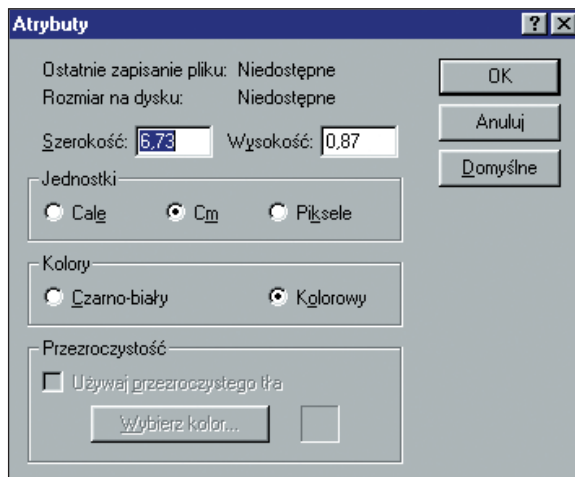 Atrybuty
Ostatnie zapisanie pliku: Niedostępne
Rozmiar na dysku: Niedostępne
Szerokość: 6,73 Wysokość: 0,87
OK
Anuluj
Domyślne
Jednostki
Cale Cm Piksele
Kolory
Czarno-biały Kolorowy
Przezroczystość
Używaj przezroczystego tła
Wybierz kolor...